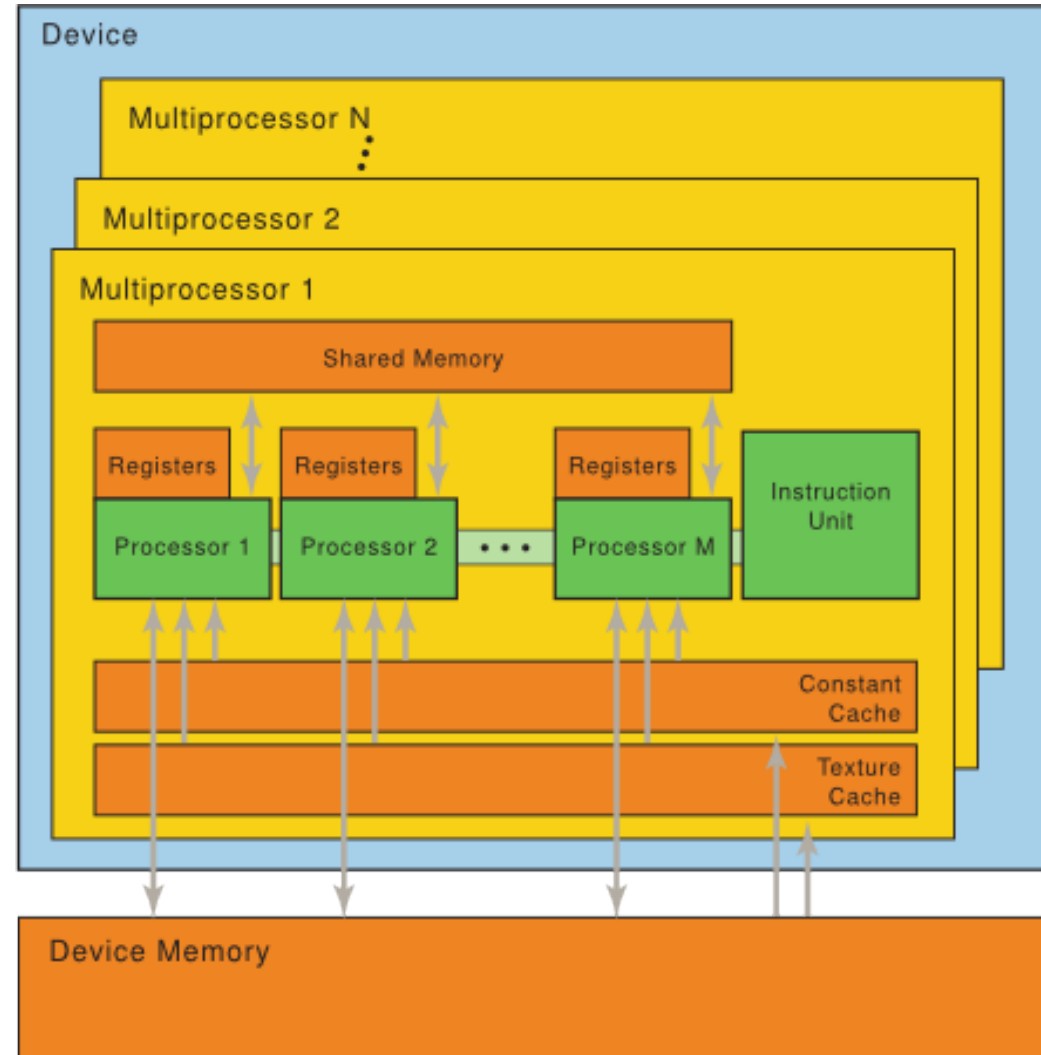 Device
Multiprocessor N
Multiprocessor 2
Multiprocessor 1
Shared Memory
Registers
Registers
Registers
Instruction
Unit
Processor 1
Processor 2
Processor M
Constant
Cache
Texture
Cache
Device Memory